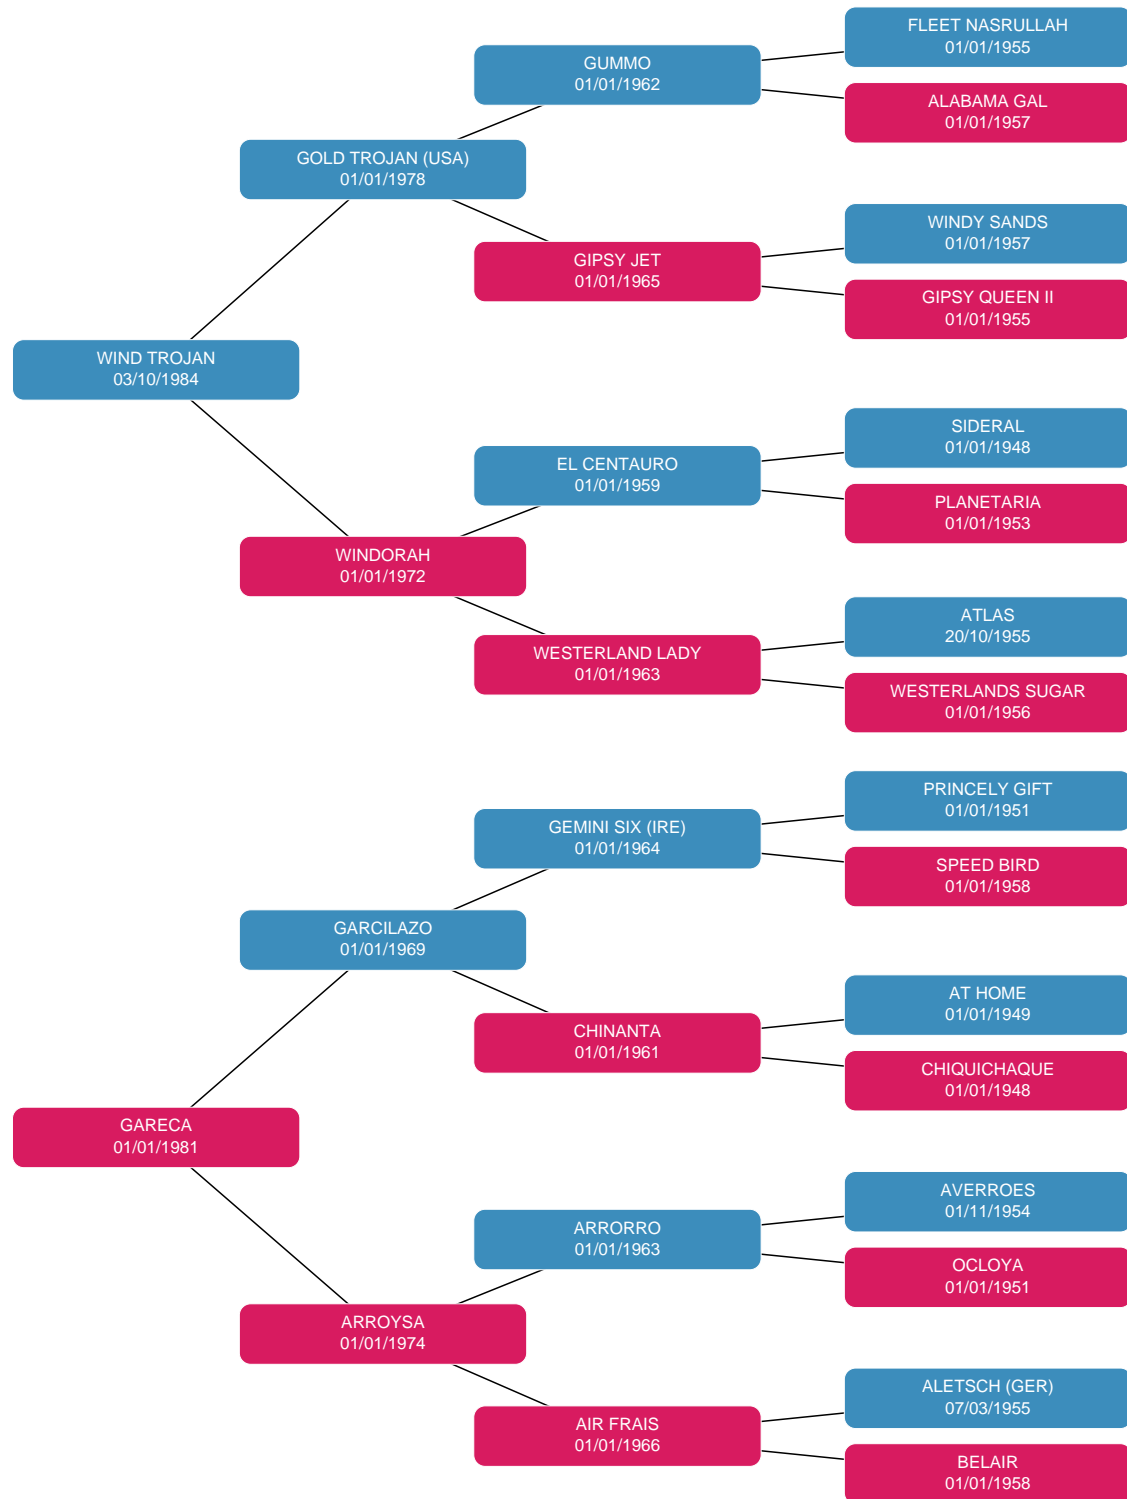 FLEET NASRULLAH
01/01/1955
GUMMO
01/01/1962
ALABAMA GAL
01/01/1957
GOLD TROJAN (USA)
01/01/1978
WINDY SANDS
01/01/1957
GIPSY JET
01/01/1965
GIPSY QUEEN II
01/01/1955
WIND TROJAN
03/10/1984
SIDERAL
01/01/1948
EL CENTAURO
01/01/1959
PLANETARIA
01/01/1953
WINDORAH
01/01/1972
ATLAS
20/10/1955
WESTERLAND LADY
01/01/1963
WESTERLANDS SUGAR
01/01/1956
PRINCELY GIFT
01/01/1951
GEMINI SIX (IRE)
01/01/1964
SPEED BIRD
01/01/1958
GARCILAZO
01/01/1969
AT HOME
01/01/1949
CHINANTA
01/01/1961
CHIQUICHAQUE
01/01/1948
GARECA
01/01/1981
AVERROES
01/11/1954
ARRORRO
01/01/1963
OCLOYA
01/01/1951
ARROYSA
01/01/1974
ALETSCH (GER)
07/03/1955
AIR FRAIS
01/01/1966
BELAIR
01/01/1958